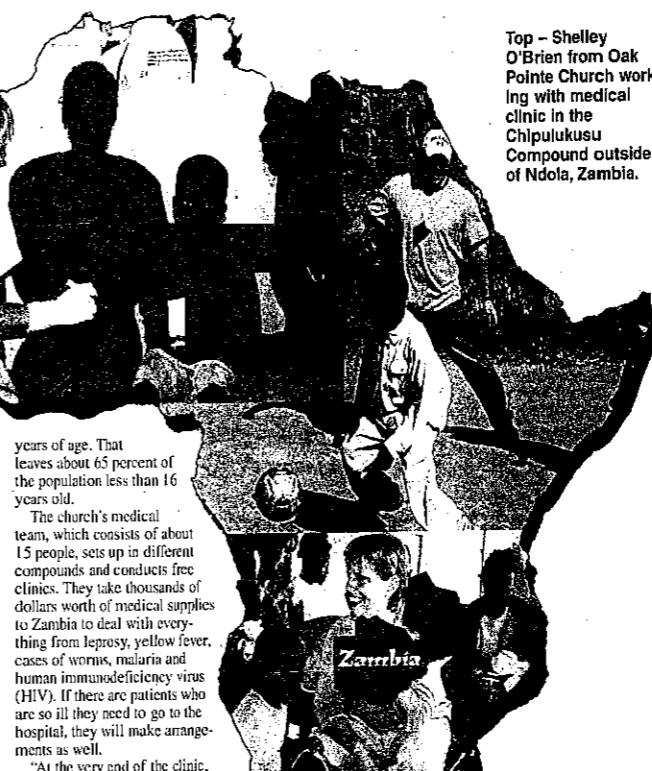 Top – Shelley
O'Brien from Oak
Pointe Church work
ing with medical
clinic in the
Chipulukusu
Compound outside
of Ndola, Zambia.
years of age. That
leaves about 65 percent of
the population less than 16
years old.
The church's medical
team, which consists of about
15 people, sets up in different
compounds and conducts free
clinics. They take thousands of
dollars worth of medical supplies
to Zambia to deal with every-
thing from leprosy, yellow fever,
cases of worms, malaria and
human immunodeficiency virus
(HIV). If there are patients who
are so ill they need to go to the
hospital, they will make arrange-
ments as well.
"At the very end of the clinic,
Zambia